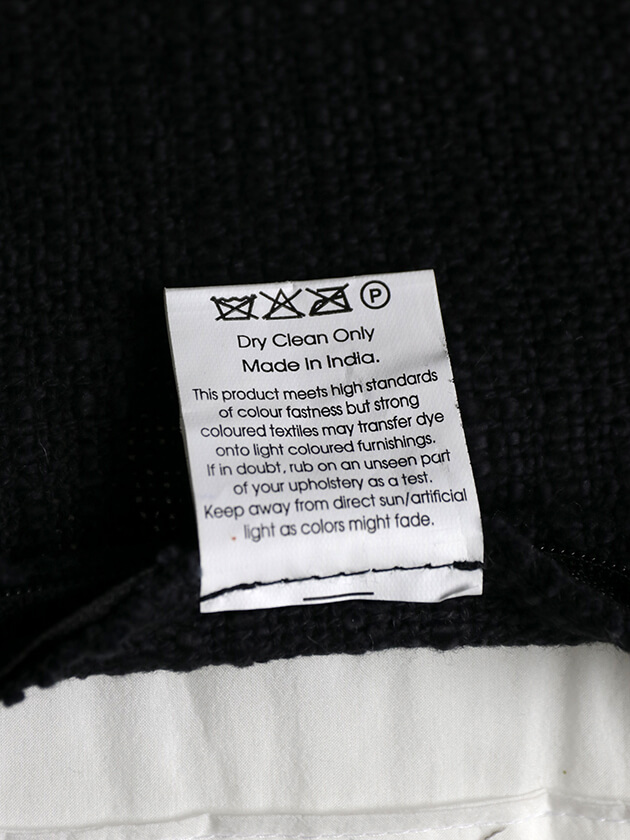 P
Dry Clean Only
Made in India.
This product meets high standards
of colour fastness but strong
coloured textiles may transfer dye
onto light coloured furnishings.
If in doubt, rub on an unseen part
of your upholstery as a test.
Keep away from direct sun/artificial
light as colors might fade.